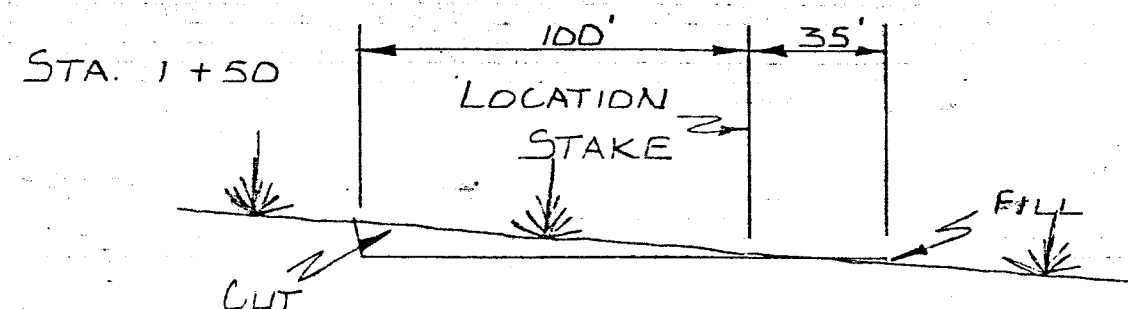 100' 35'
STA. 1 + 50
LOCATION
STAKE
FILL
CUT